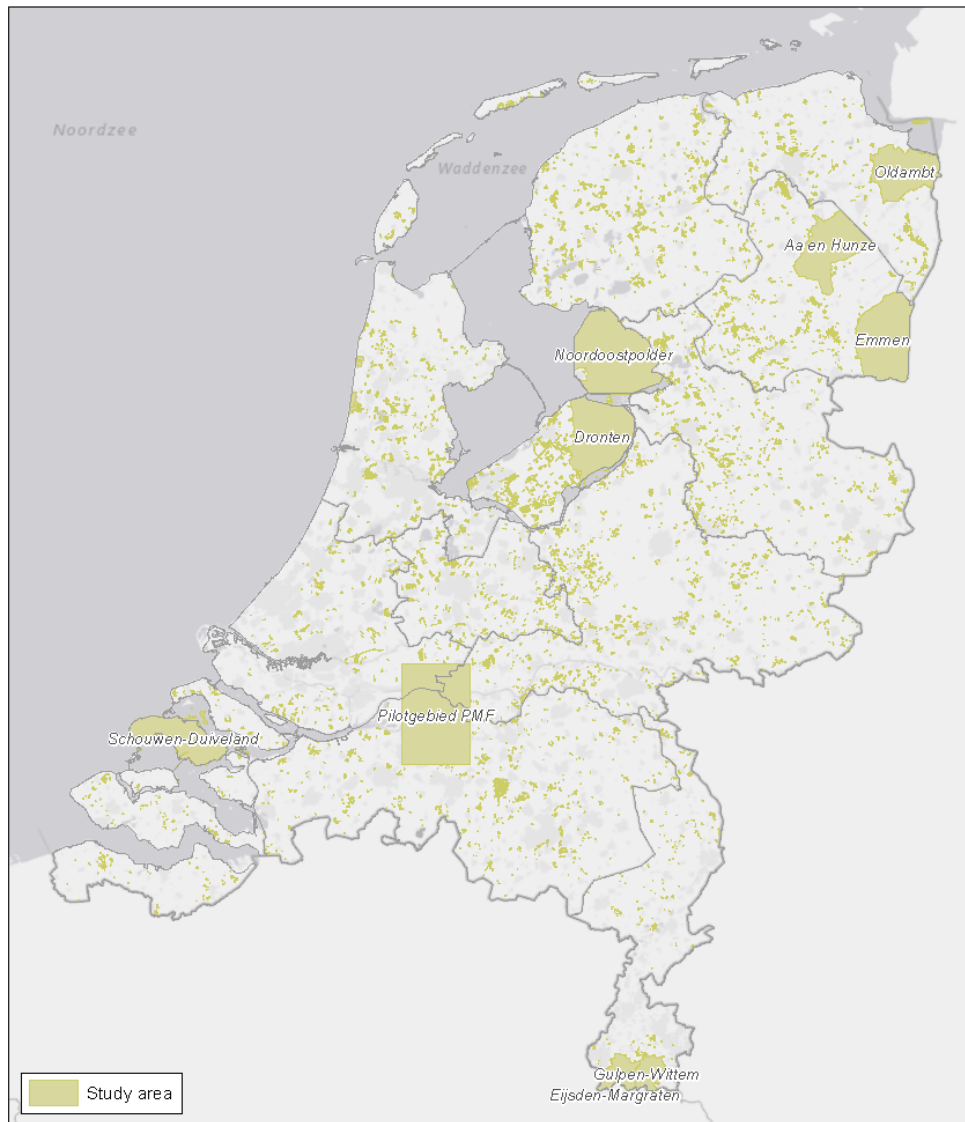 Noordzee
Waddenzee
Oldambt
Aa en Hunze
Emmen
Noordoostpolder
Dronten
Pilotgebied PMF
Schouwen-Duiveland
Gulpen-Wittem
Eijsden-Margraten
Study area